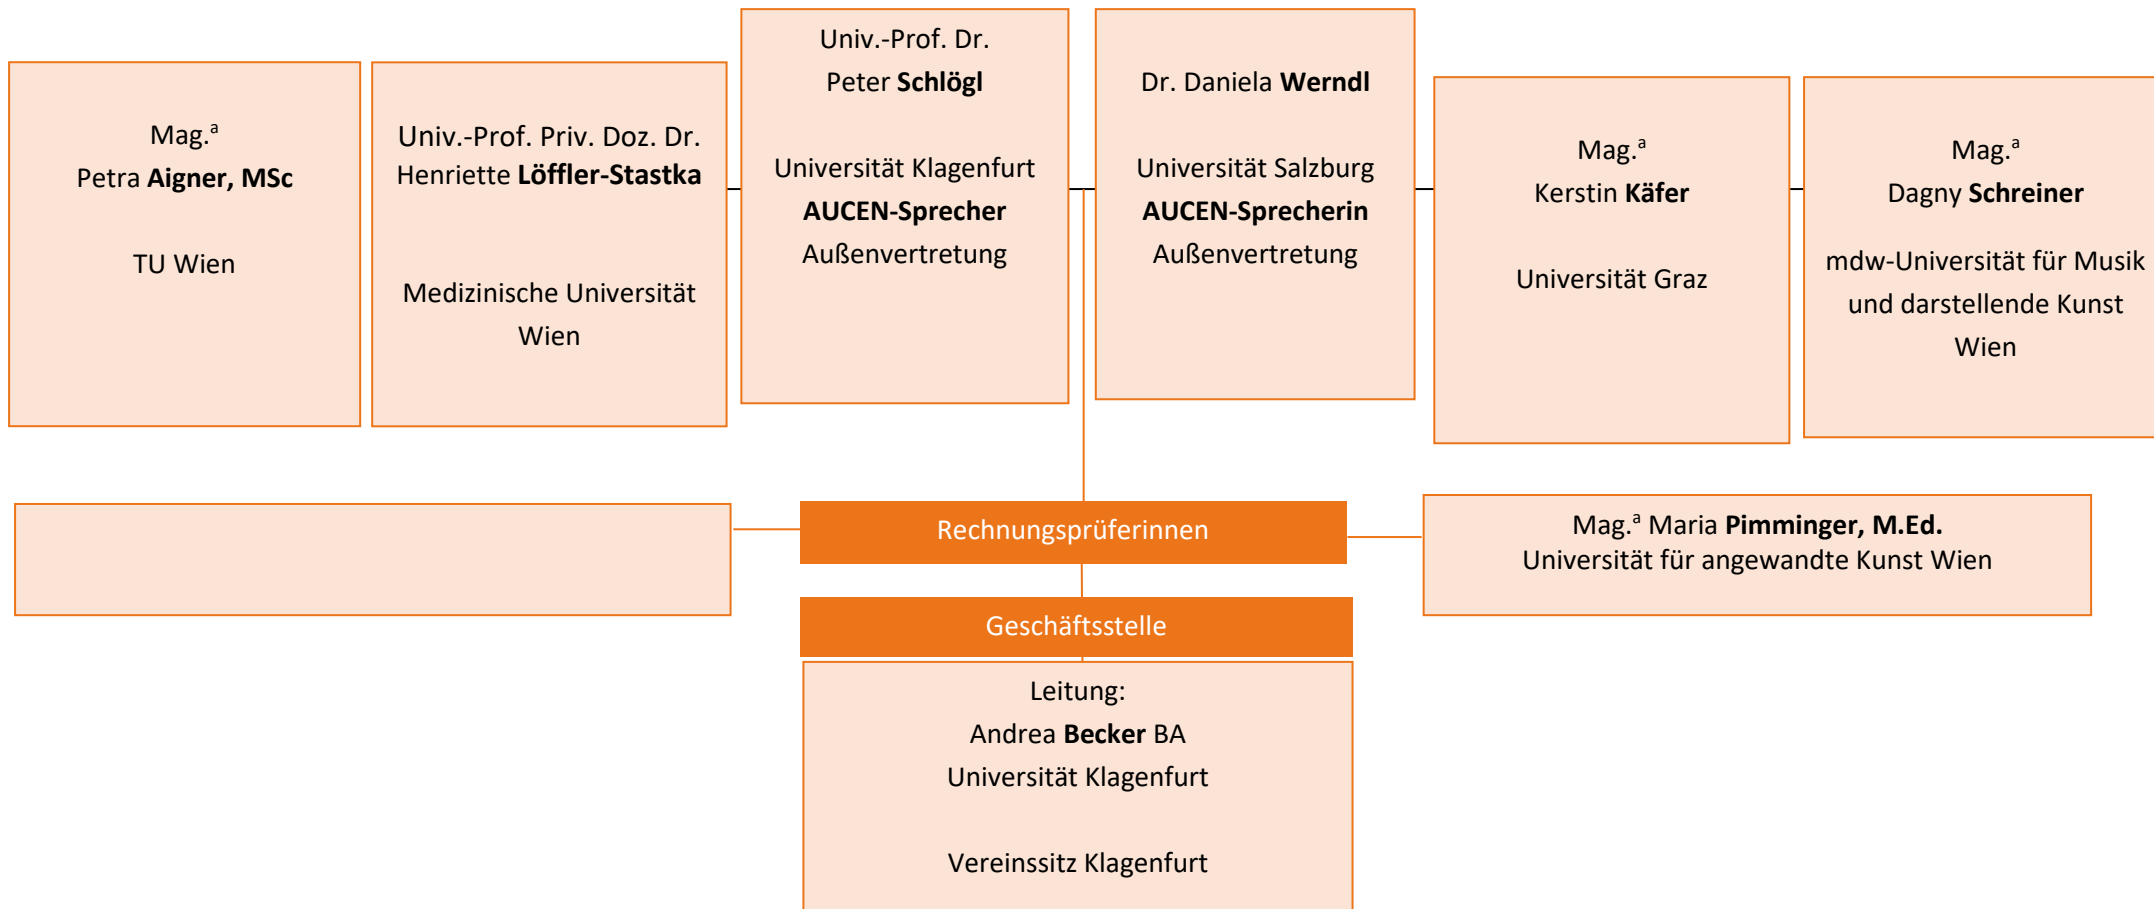 Mag.ª
Petra Aigner, MSc
TU Wien
Univ.-Prof. Priv. Doz. Dr.
Henriette Löffler-Stastka
Medizinische Universität
Wien
Univ.-Prof. Dr.
Peter Schlögl
Universität Klagenfurt
AUCEN-Sprecher
Außenvertretung
Dr. Daniela Werndl
Universität Salzburg
AUCEN-Sprecherin
Außenvertretung
Mag.ª
Kerstin Käfer
Universität Graz
Mag.ª
Dagny Schreiner
mdw-Universität für Musik
und darstellende Kunst
Wien
Rechnungsprüferinnen
Mag.ª Maria Pimminger, M.Ed.
Universität für angewandte Kunst Wien
Geschäftsstelle
Leitung:
Andrea Becker BA
Universität Klagenfurt
Vereinssitz Klagenfurt